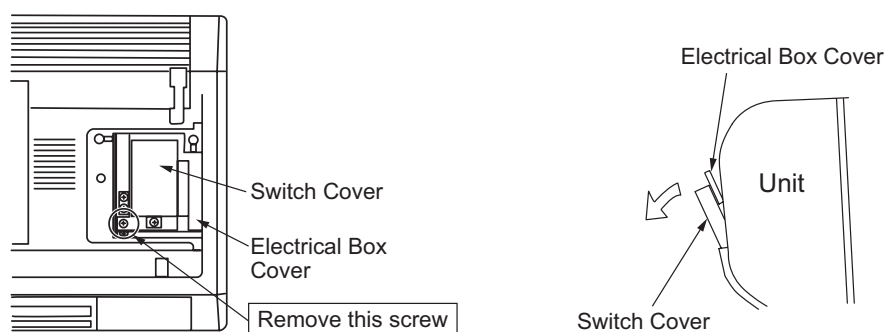 Switch Cover
Electrical Box
Cover
Remove this screw
Electrical Box Cover
Unit
Switch Cover